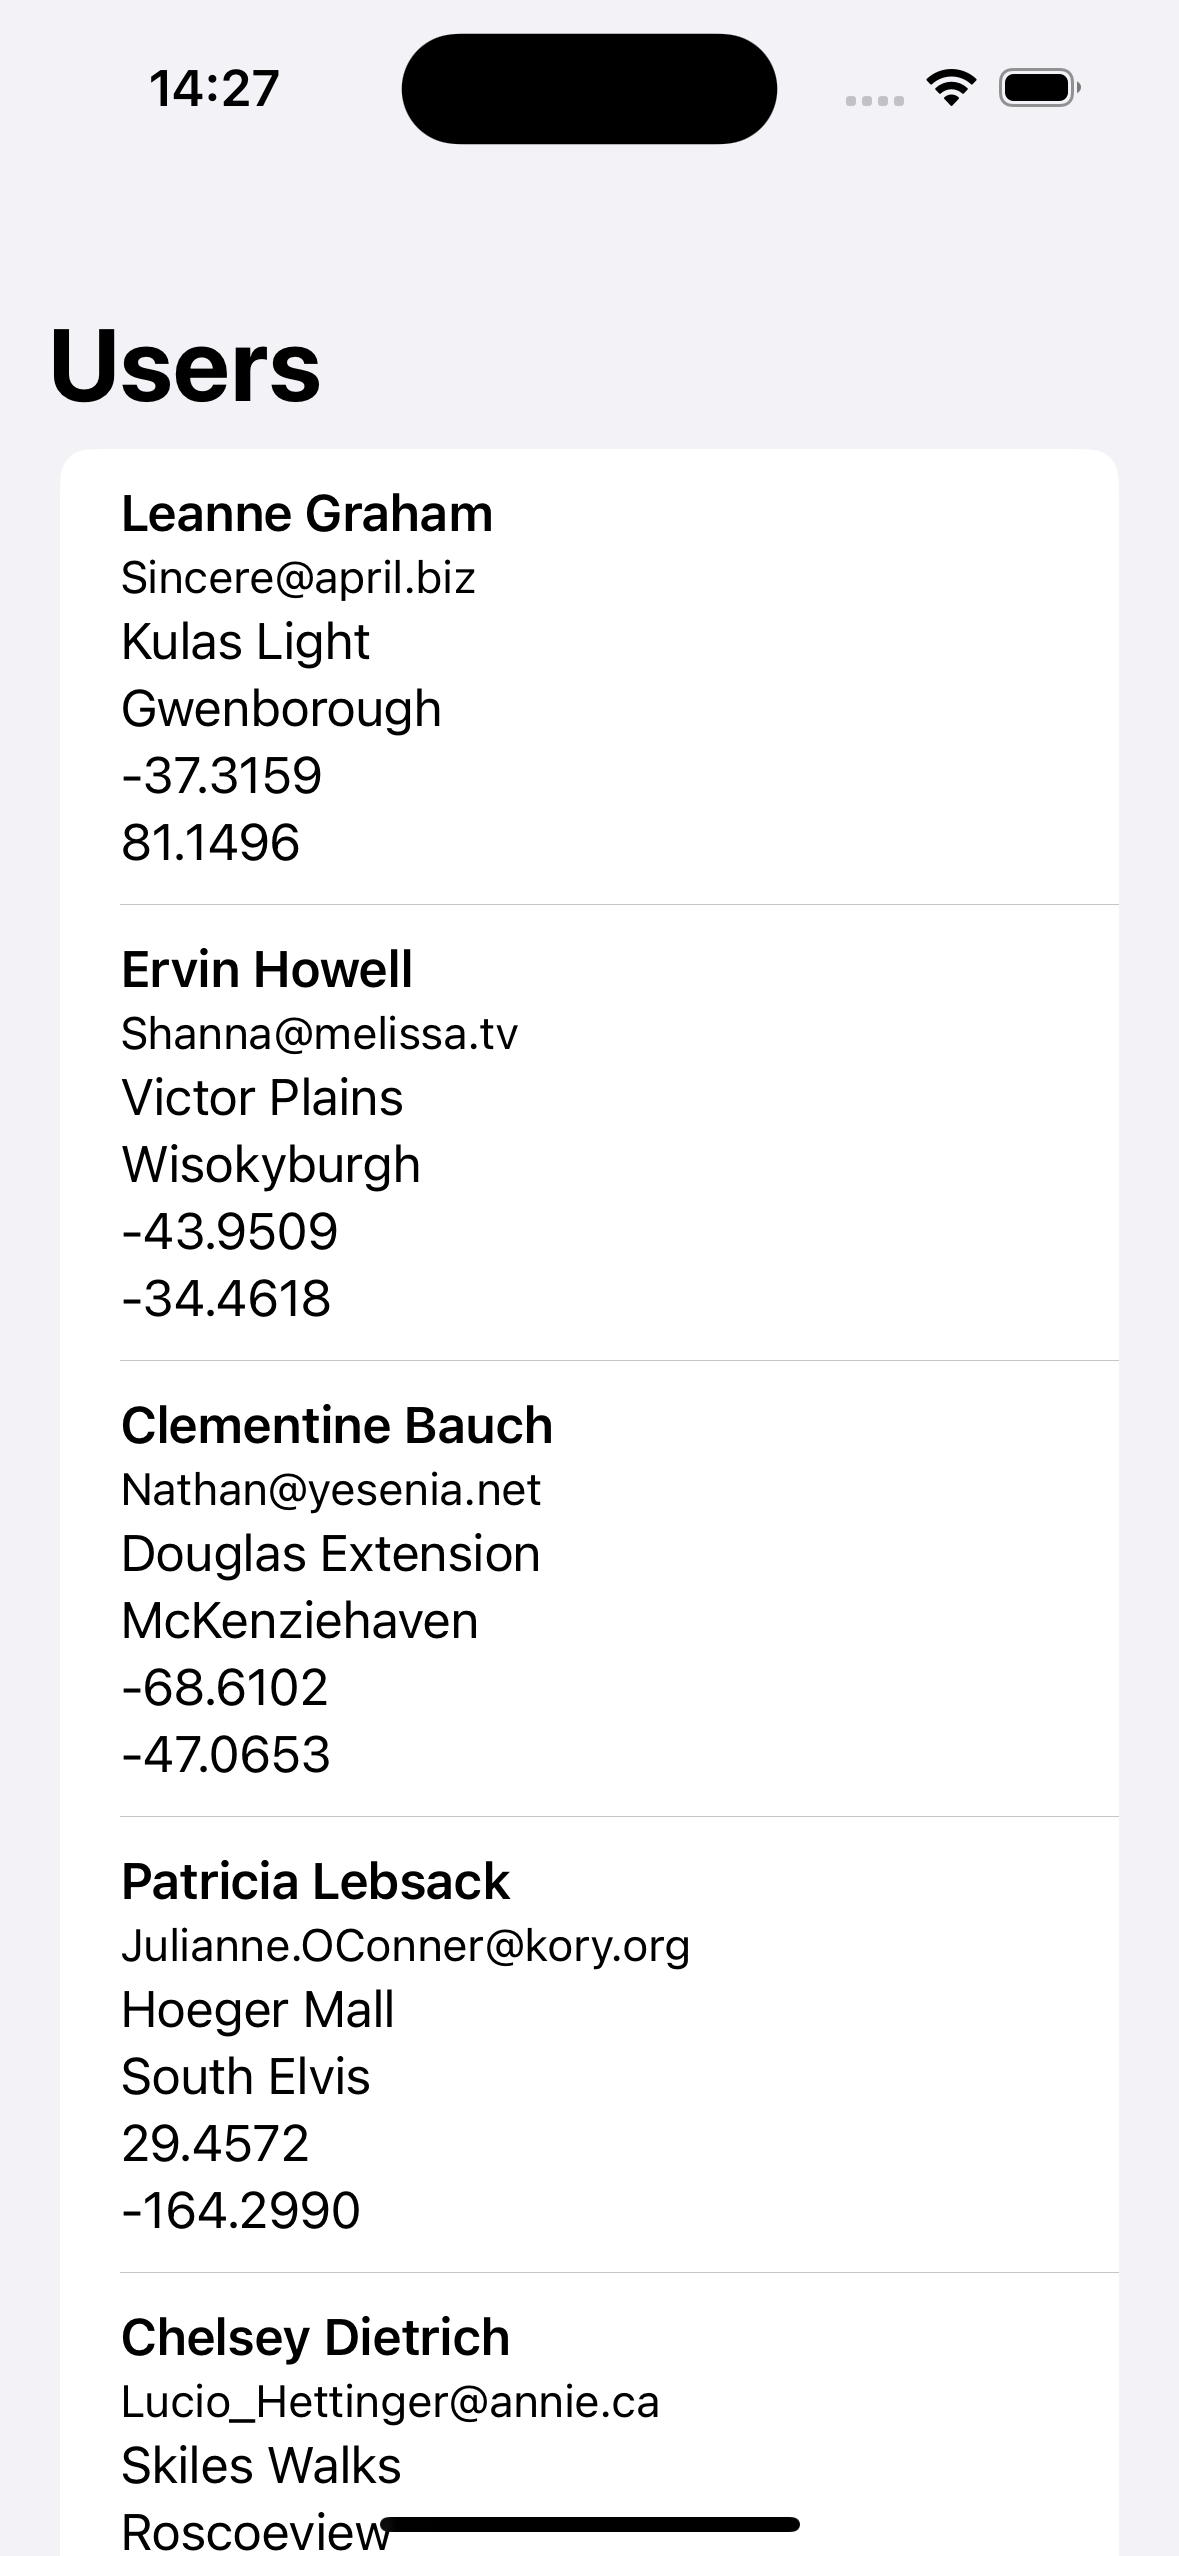 14:27
Users
Leanne Graham
Sincere@april.biz
Kulas Light
Gwenborough
-37.3159
81.1496
Ervin Howell
Shanna@melissa.tv
Victor Plains
Wisokyburgh
-43.9509
-34.4618
Clementine Bauch
Nathan@yesenia.net
Douglas Extension
McKenziehaven
-68.6102
-47.0653
Patricia Lebsack
Julianne.OConner@kory.org
Hoeger Mall
South Elvis
29.4572
-164.2990
Chelsey Dietrich
Lucio_Hettinger@annie.ca
Skiles Walks
Roscoeview